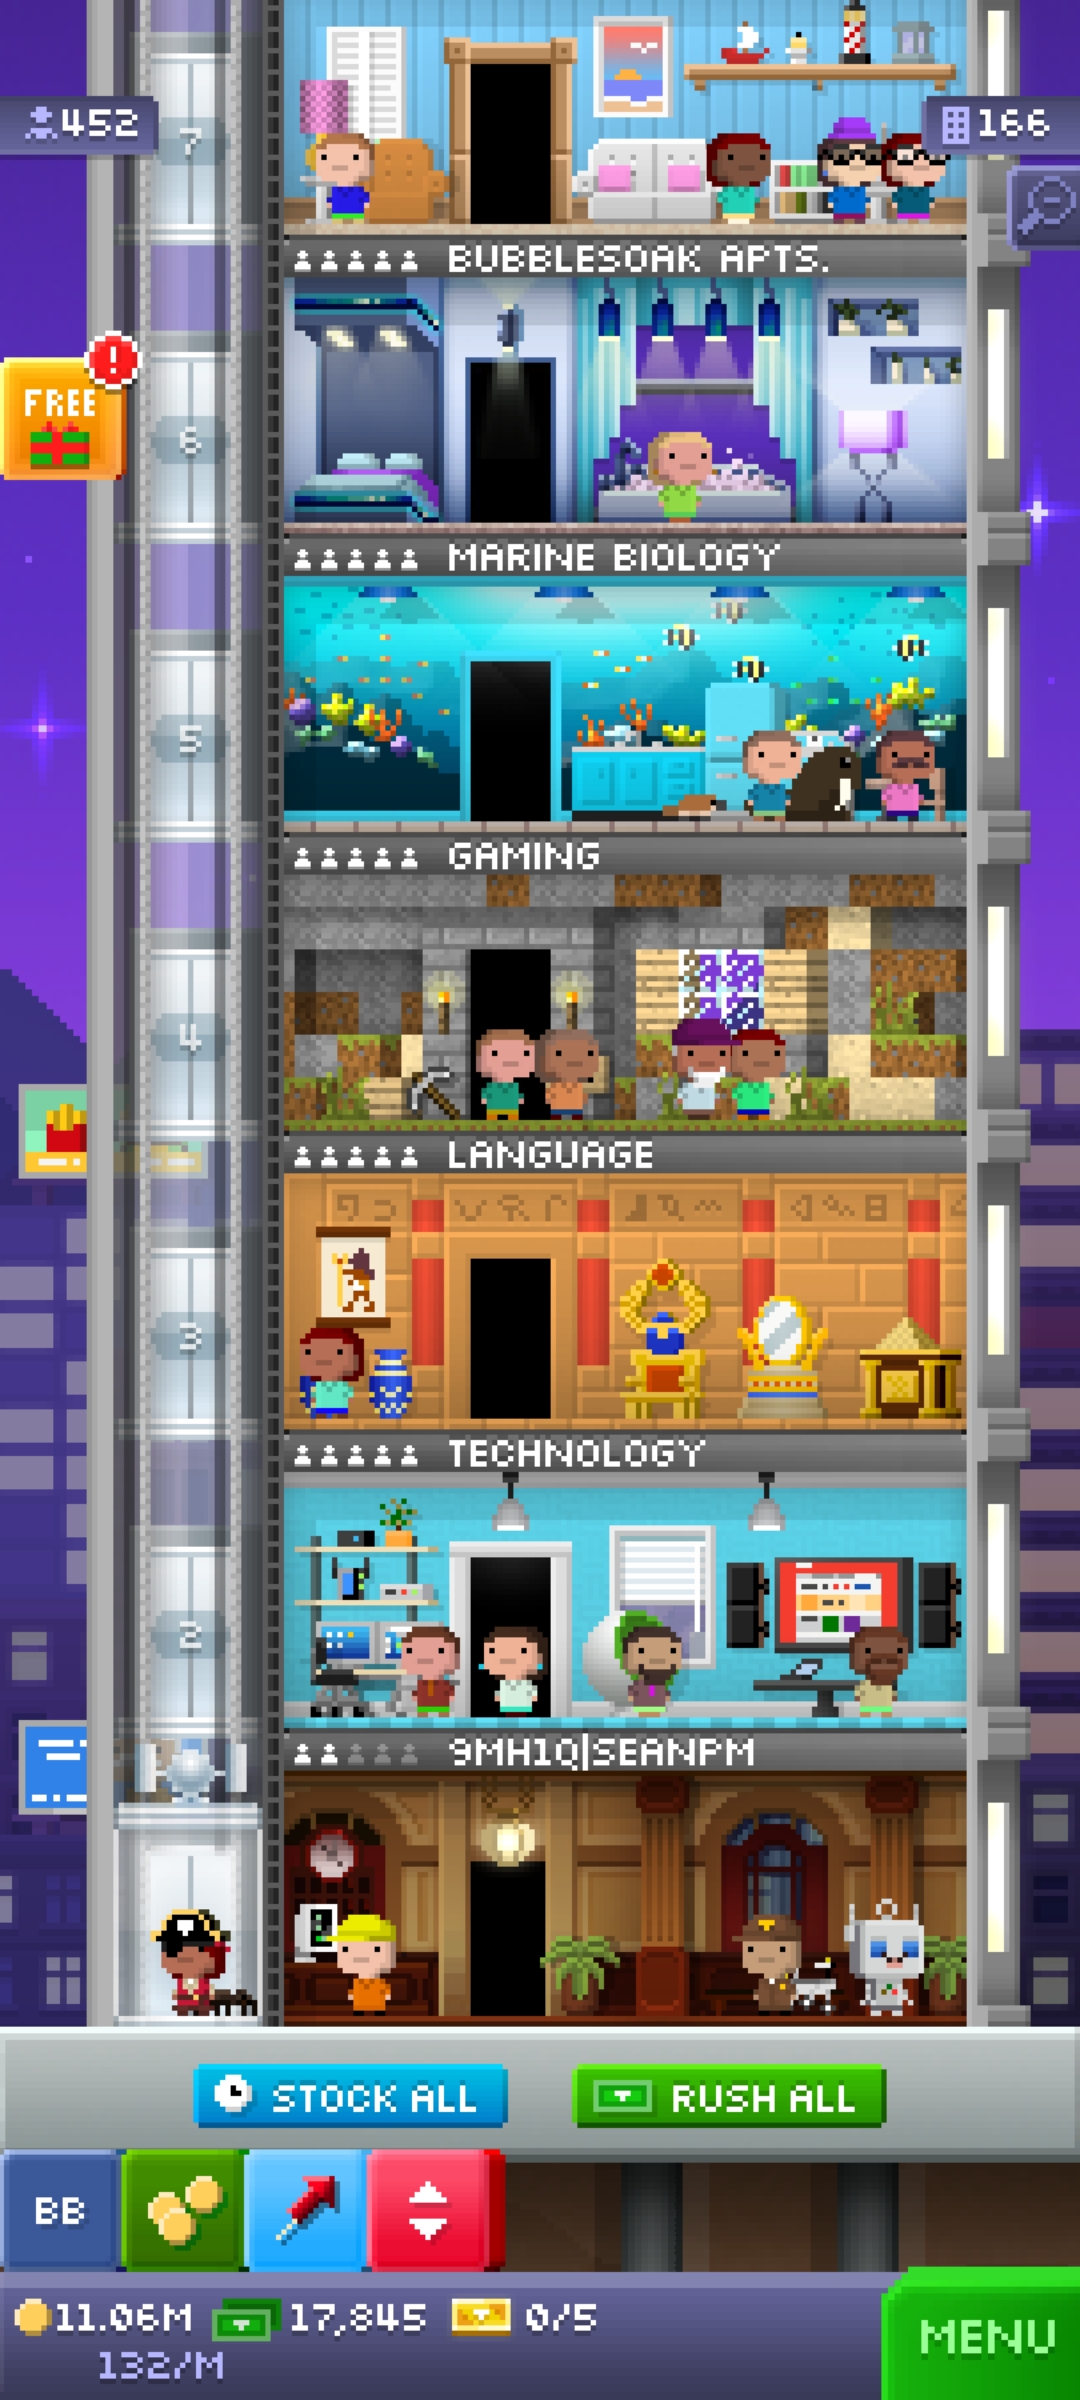 7
452
166
BUBBLESOAK APTS.
FREE
6
MARINE BIOLOGY
5
GAMING
4
LANGUAGE
3
TECHNOLOGY
2
9MH1Q|SEANPM
STOCK ALL
RUSH ALL
BB
11.06M
17,845
0/5
MENU
132/M